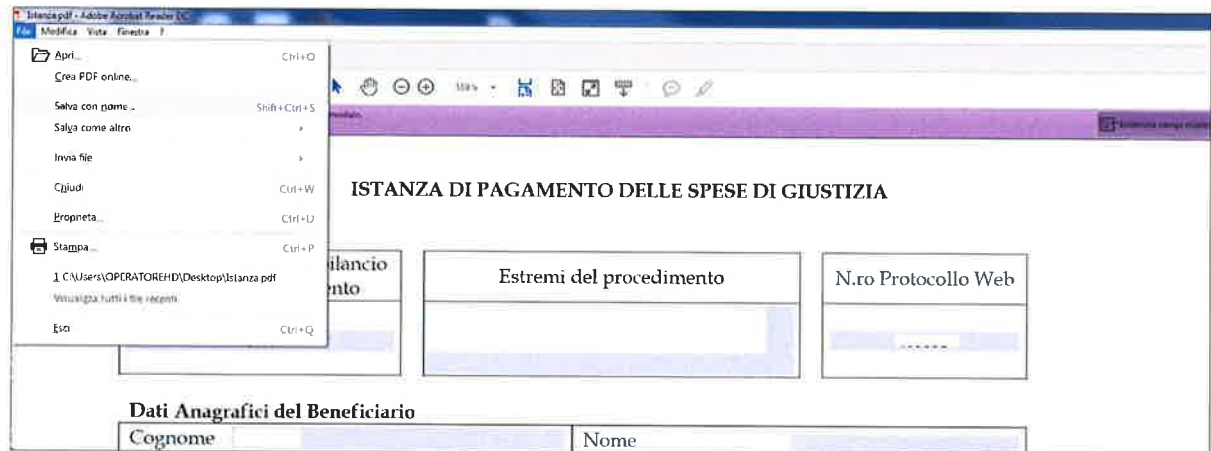 Istanza.pdf - Adobe Acrobat Reader DC
File Modifica Vista Finestra ?
Apri... Ctrl+O
Crea PDF online...
Salva con nome... Shift+Ctrl+S
Salva come altro
Invia file
Chiudi Ctrl+W
Proprietà... Ctrl+D
Stampa... Ctrl+P
1 C:\Users\OPERATOREHD\Desktop\Istanza.pdf
Visualizza tutti i file recenti
Esci Ctrl+Q
ISTANZA DI PAGAMENTO DELLE SPESE DI GIUSTIZIA
ilancio
ento
Estremi del procedimento
N.ro Protocollo Web
Dati Anagrafici del Beneficiario
Cognome
Nome